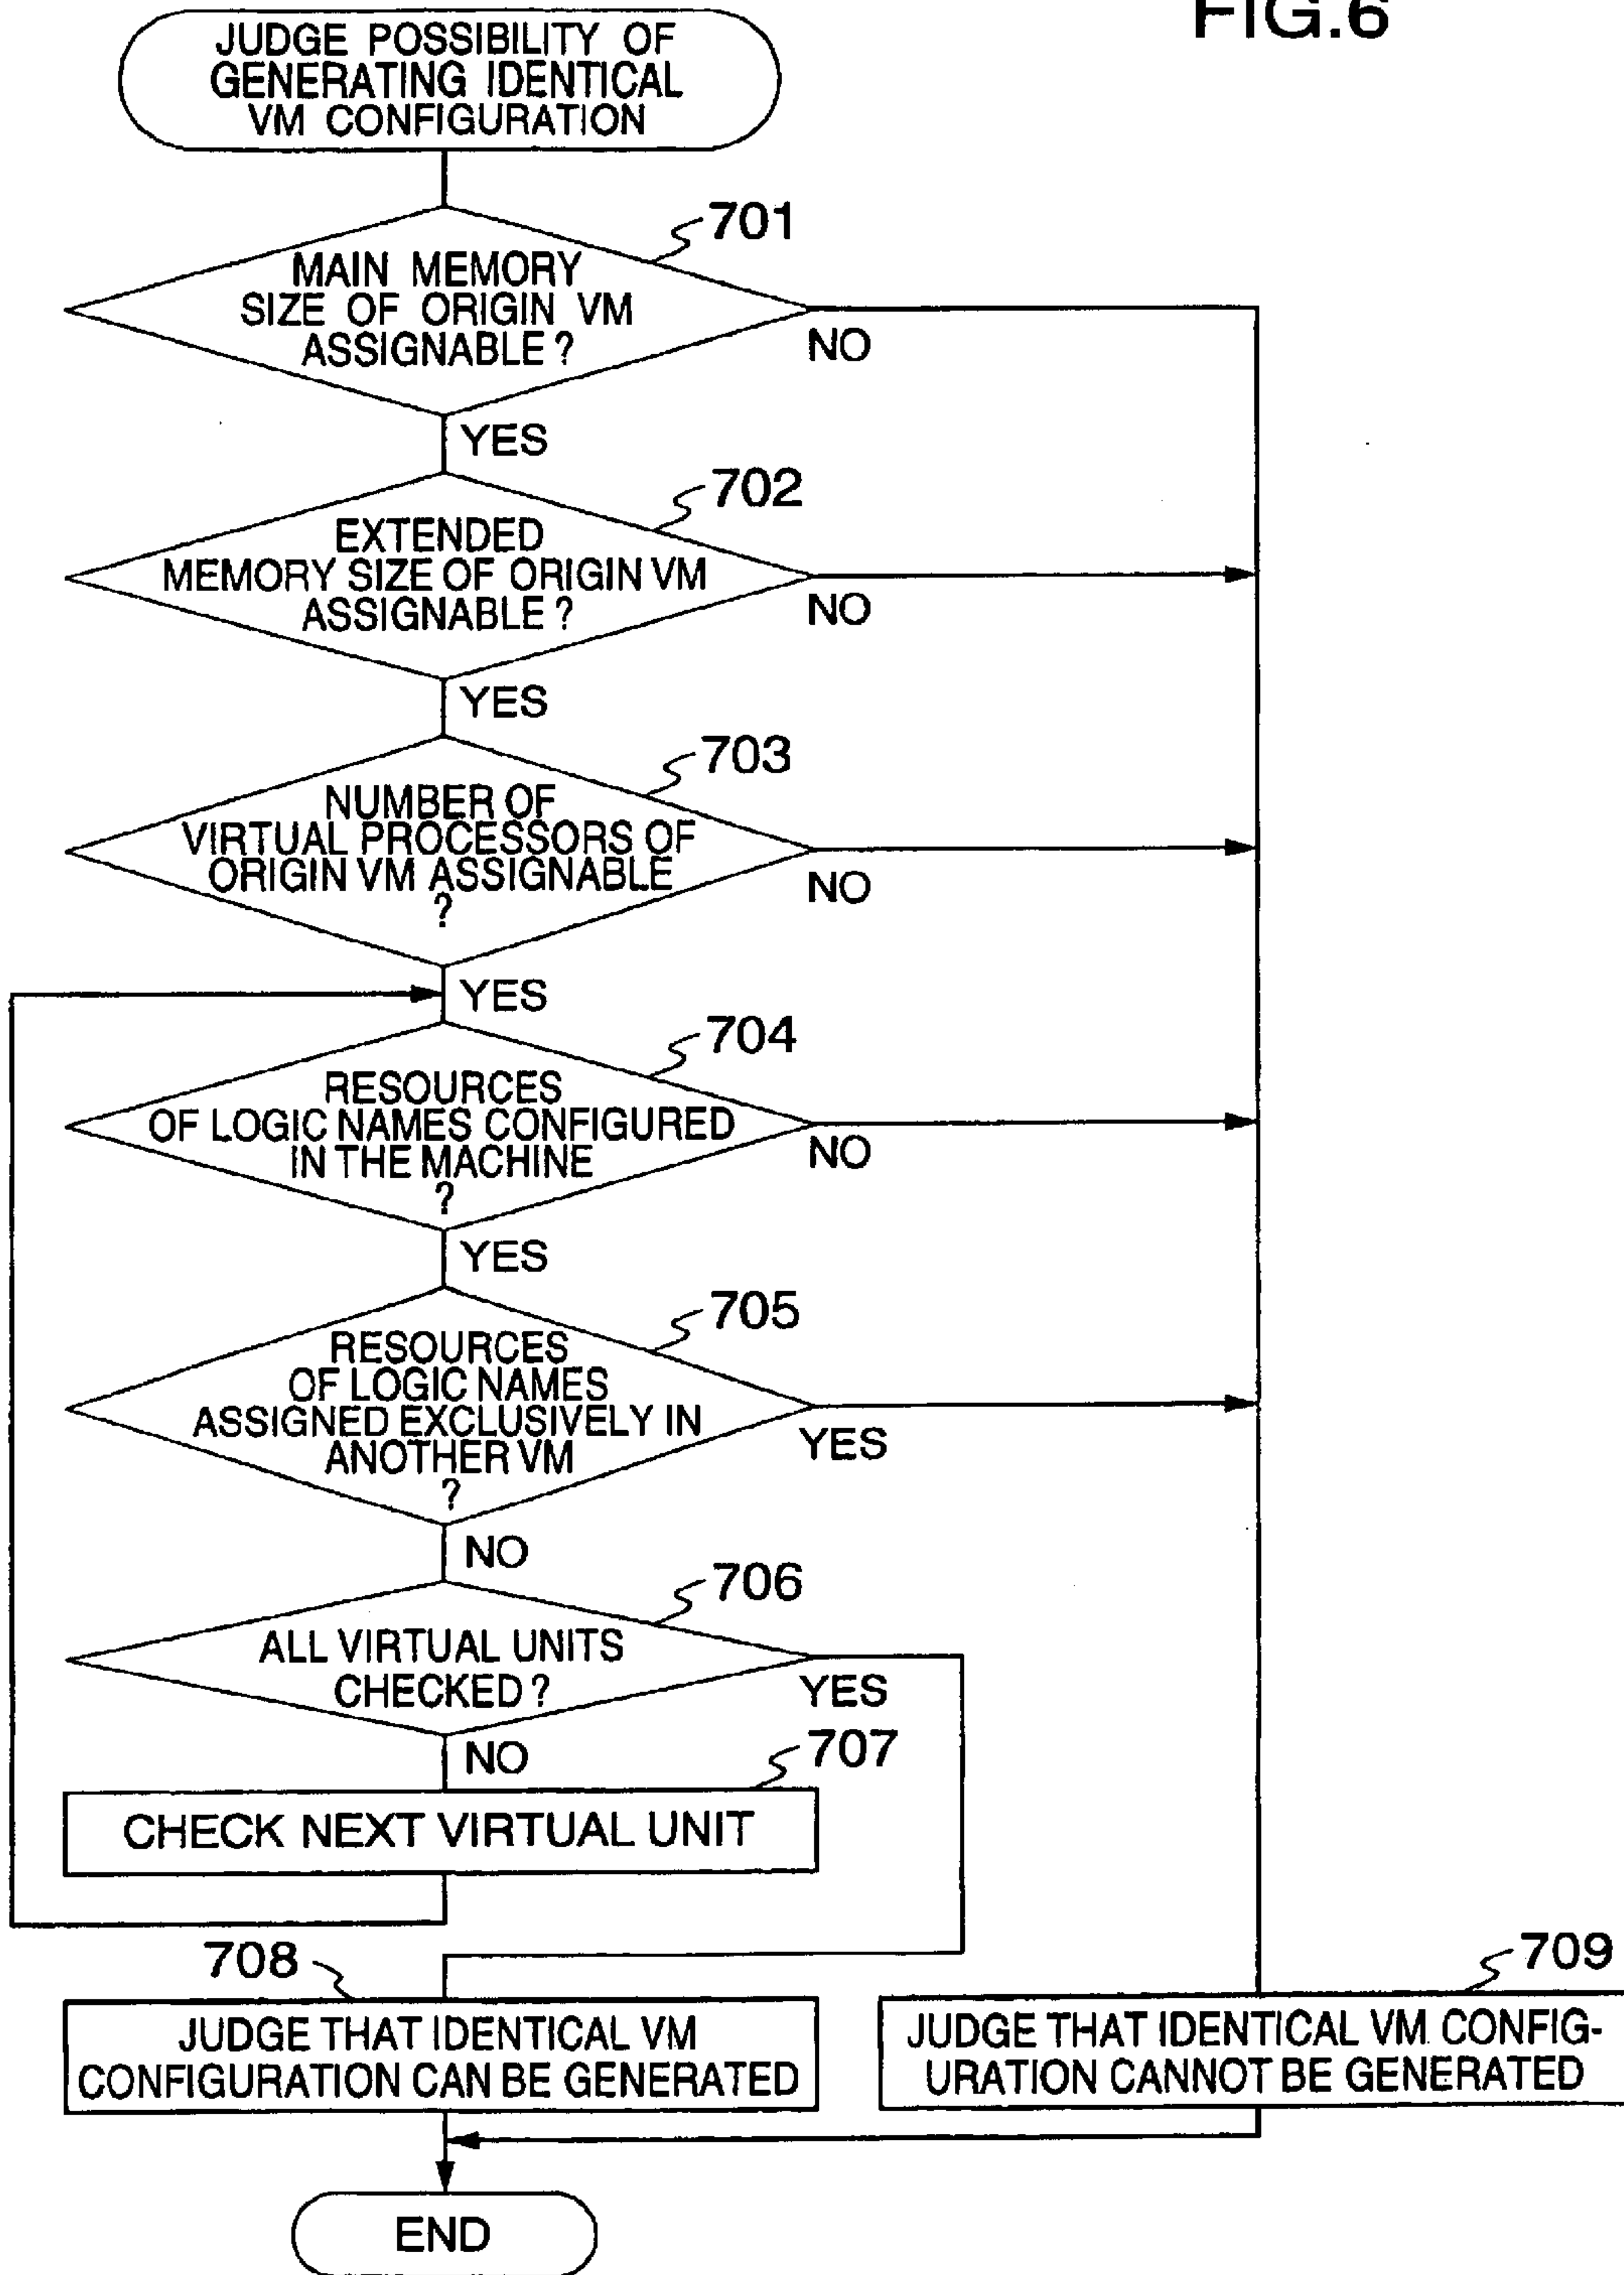 FIG.6
JUDGE POSSIBILITY OF
GENERATING IDENTICAL
VM CONFIGURATION
701
MAIN MEMORY
SIZE OF ORIGIN VM
ASSIGNABLE ?
NO
YES
702
EXTENDED
MEMORY SIZE OF ORIGIN VM
ASSIGNABLE ?
NO
YES
703
NUMBER OF
VIRTUAL PROCESSORS OF
ORIGIN VM ASSIGNABLE
?
NO
YES
704
RESOURCES
OF LOGIC NAMES CONFIGURED
IN THE MACHINE
?
NO
YES
705
RESOURCES
OF LOGIC NAMES
ASSIGNED EXCLUSIVELY IN
ANOTHER VM
?
YES
NO
706
ALL VIRTUAL UNITS
CHECKED ?
YES
NO
707
CHECK NEXT VIRTUAL UNIT
708
JUDGE THAT IDENTICAL VM
CONFIGURATION CAN BE GENERATED
709
JUDGE THAT IDENTICAL VM CONFIG-
URATION CANNOT BE GENERATED
END